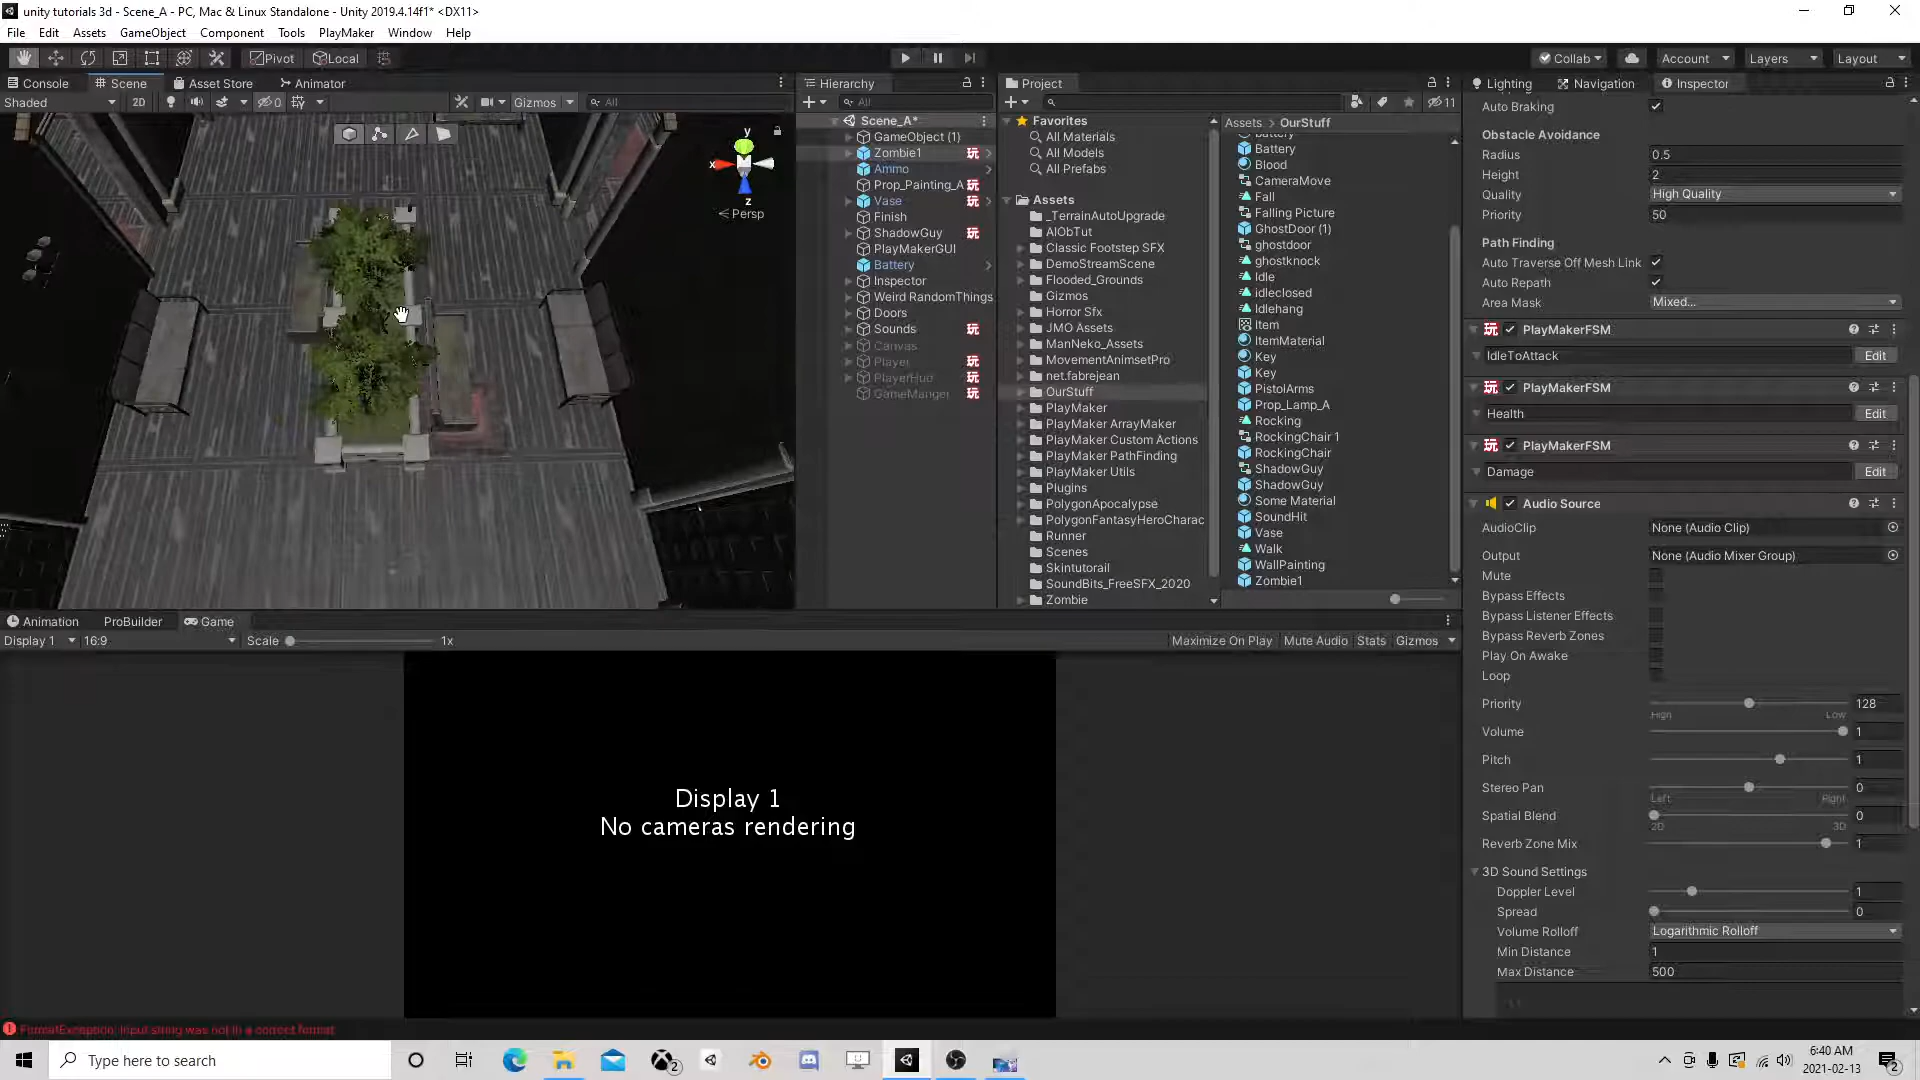 unity tutorials 3d - Scene_A - PC, Mac & Linux Standalone - Unity 2019.4.14f1* <DX11>
File Edit Assets GameObject Component Tools PlayMaker Window Help
Pivot Local Collab Account Layers Layout
Console Scene Asset Store Animator
Shaded 2D 0 Gizmos All
y
x
z
Persp
Hierarchy
All
Scene_A*
GameObject (1)
Zombie1
Ammo
Prop_Painting_A
Vase
Finish
ShadowGuy
PlayMakerGUI
Battery
Inspector
Weird RandomThings
Doors
Sounds
Canvas
Player
PlayerHud
GameManger
Project
11
Favorites
All Materials
All Models
All Prefabs
Assets
_TerrainAutoUpgrade
AIObTut
Classic Footstep SFX
DemoStreamScene
Flooded_Grounds
Gizmos
Horror Sfx
JMO Assets
ManNeko_Assets
MovementAnimsetPro
net.fabrejean
OurStuff
PlayMaker
PlayMaker ArrayMaker
PlayMaker Custom Actions
PlayMaker PathFinding
PlayMaker Utils
Plugins
PolygonApocalypse
PolygonFantasyHeroCharac
Runner
Scenes
Skintutorail
SoundBits_FreeSFX_2020
Zombie
Assets > OurStuff
Battery
Blood
CameraMove
Fall
Falling Picture
GhostDoor (1)
ghostdoor
ghostknock
Idle
idleclosed
Idlehang
Item
ItemMaterial
Key
Key
PistolArms
Prop_Lamp_A
Rocking
RockingChair 1
RockingChair
ShadowGuy
ShadowGuy
Some Material
SoundHit
Vase
Walk
WallPainting
Zombie1
Lighting Navigation Inspector
Auto Braking
Obstacle Avoidance
Radius 0.5
Height 2
Quality High Quality
Priority 50
Path Finding
Auto Traverse Off Mesh Link
Auto Repath
Area Mask Mixed...
PlayMakerFSM
IdleToAttack Edit
PlayMakerFSM
Health Edit
PlayMakerFSM
Damage Edit
Audio Source
AudioClip None (Audio Clip)
Output None (Audio Mixer Group)
Mute
Bypass Effects
Bypass Listener Effects
Bypass Reverb Zones
Play On Awake
Loop
Priority 128
High Low
Volume 1
Pitch 1
Stereo Pan 0
Left Right
Spatial Blend 0
2D 3D
Reverb Zone Mix 1
3D Sound Settings
Doppler Level 1
Spread 0
Volume Rolloff Logarithmic Rolloff
Min Distance 1
Max Distance 500
Animation ProBuilder Game
Display 1 16:9 Scale 1x Maximize On Play Mute Audio Stats Gizmos
Display 1
No cameras rendering
FormatException: Input string was not in a correct format
Type here to search
2
6:40 AM
2021-02-13
2